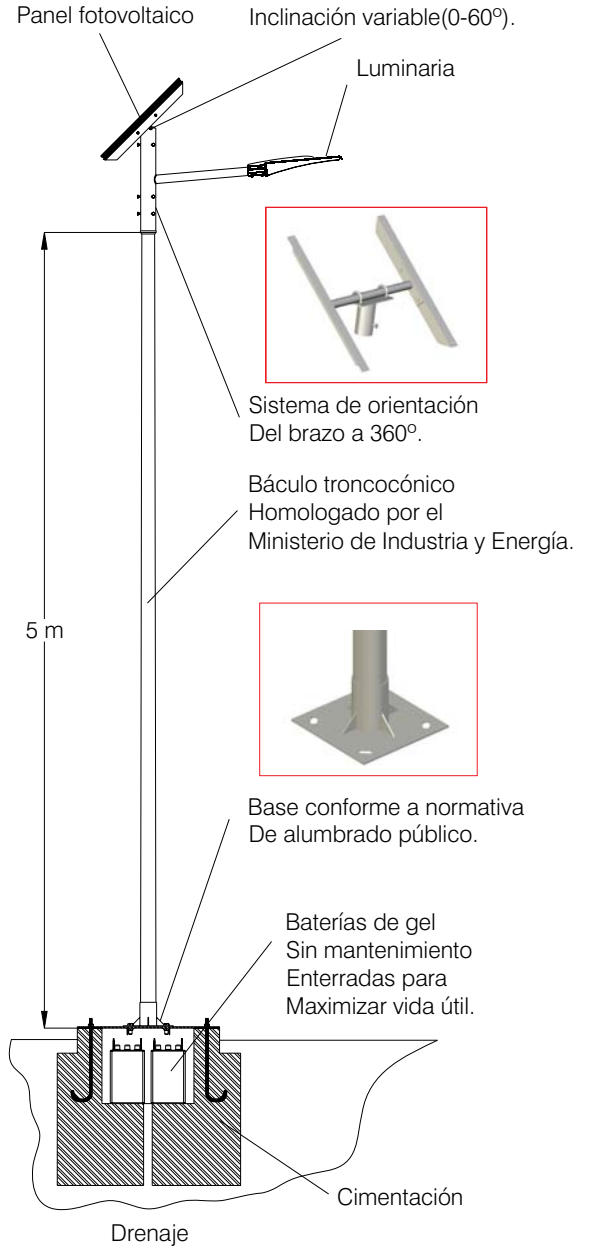 Panel fotovoltaico
Inclinación variable(0-60º).
Luminaria
Sistema de orientación
Del brazo a 360º.
Báculo troncocónico
Homologado por el
Ministerio de Industria y Energía.
5 m
Base conforme a normativa
De alumbrado público.
Baterías de gel
Sin mantenimiento
Enterradas para
Maximizar vida útil.
Cimentación
Drenaje